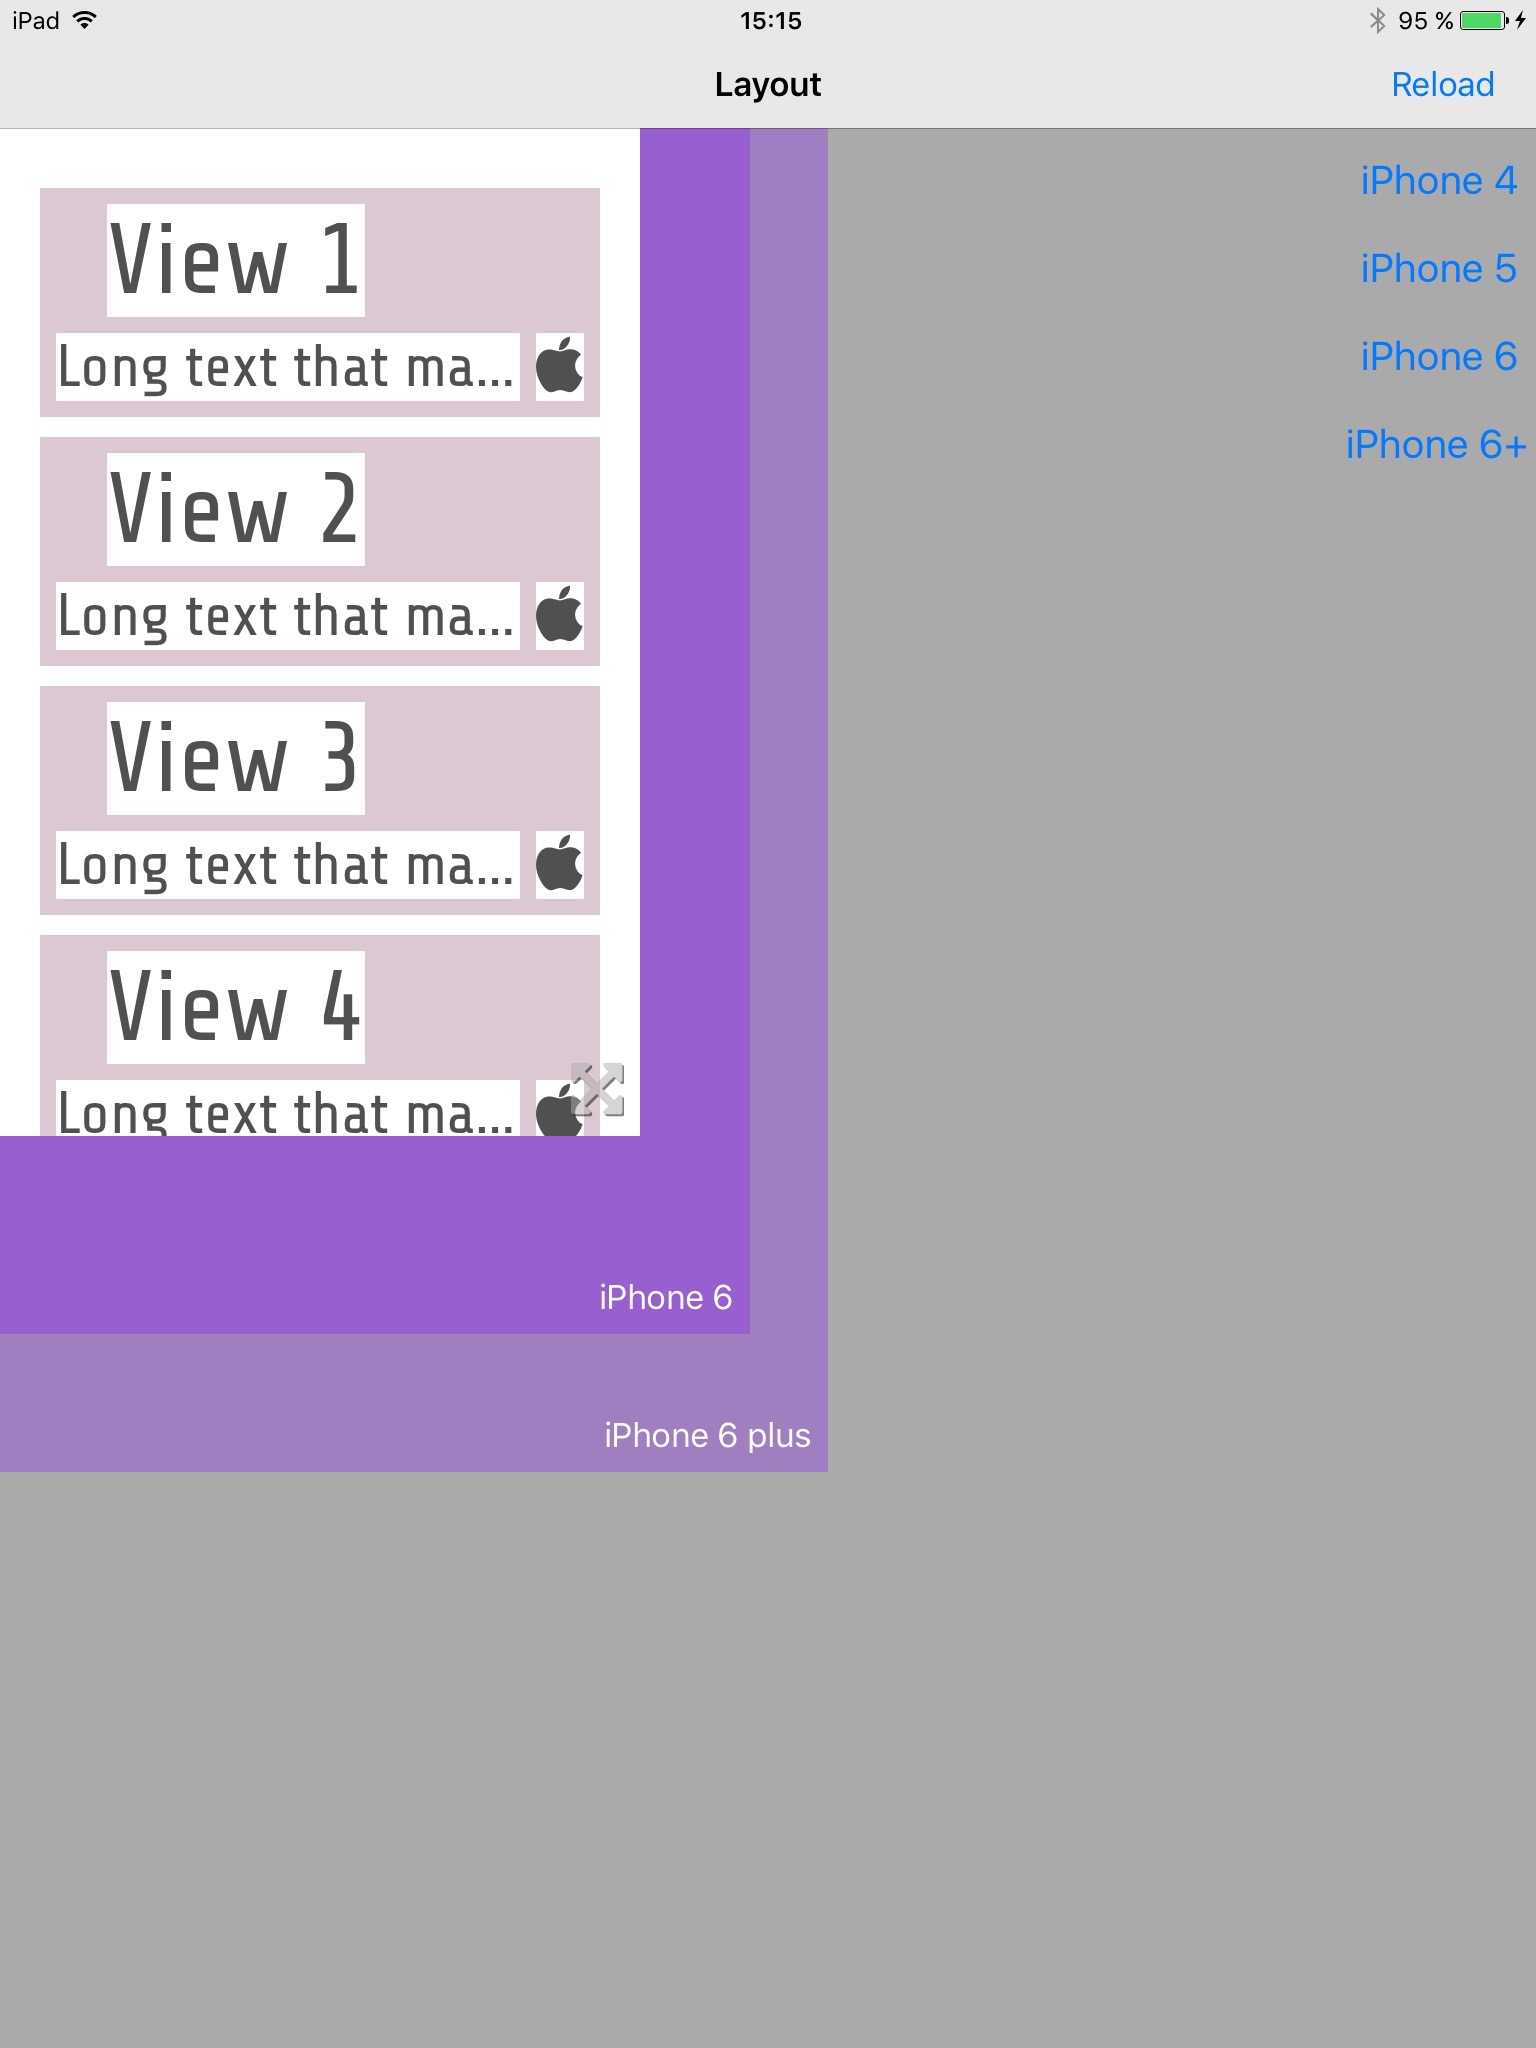 iPad
15:15
95 %
Layout
Reload
View 1
Long text that ma...
View 2
Long text that ma...
View 3
Long text that ma...
View 4
Long text that ma...
iPhone 4
iPhone 5
iPhone 6
iPhone 6+
iPhone 6
iPhone 6 plus